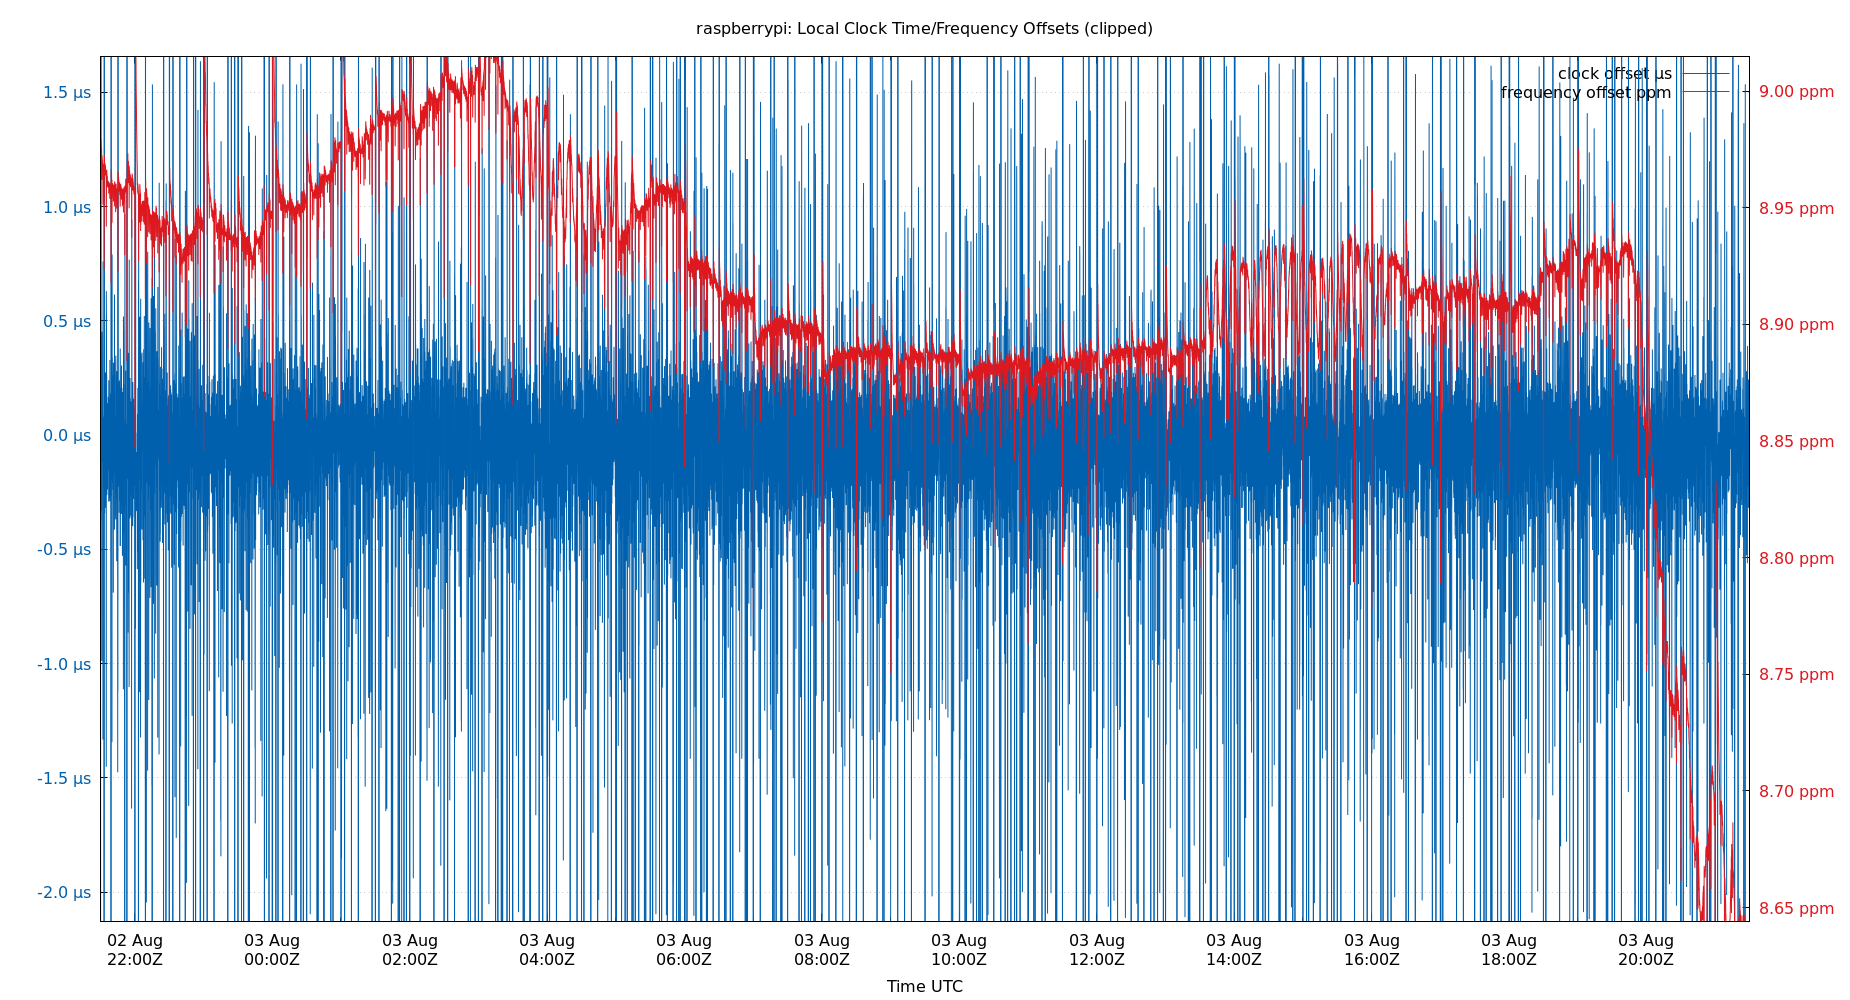 raspberrypi: Local Clock Time/Frequency Offsets (clipped)
clock offset µs
frequency offset ppm
1.5 µs
1.0 µs
0.5 µs
0.0 µs
-0.5 µs
-1.0 µs
-1.5 µs
-2.0 µs
9.00 ppm
8.95 ppm
8.90 ppm
8.85 ppm
8.80 ppm
8.75 ppm
8.70 ppm
8.65 ppm
02 Aug 03 Aug 03 Aug 03 Aug 03 Aug 03 Aug 03 Aug 03 Aug 03 Aug 03 Aug 03 Aug 03 Aug
22:00Z 00:00Z 02:00Z 04:00Z 06:00Z 08:00Z 10:00Z 12:00Z 14:00Z 16:00Z 18:00Z 20:00Z
Time UTC